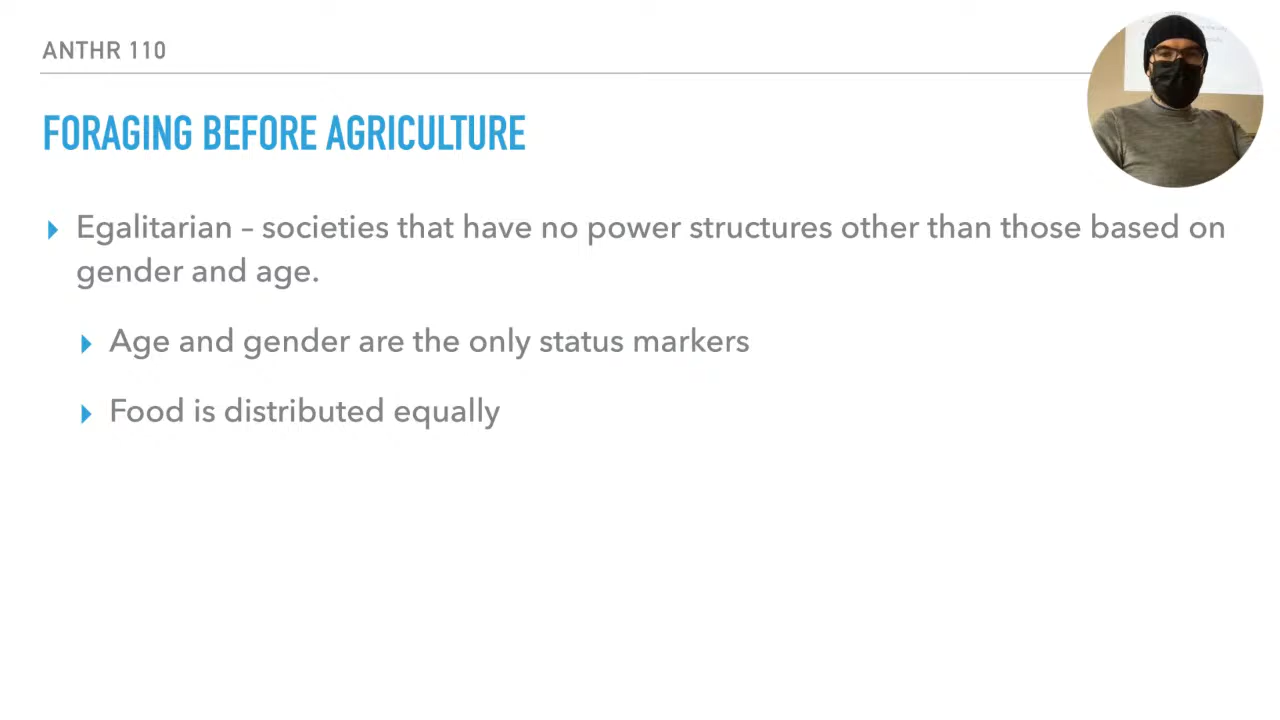 ANTHR 110
FORAGING BEFORE AGRICULTURE
Egalitarian – societies that have no power structures other than those based on
gender and age.
Age and gender are the only status markers
Food is distributed equally